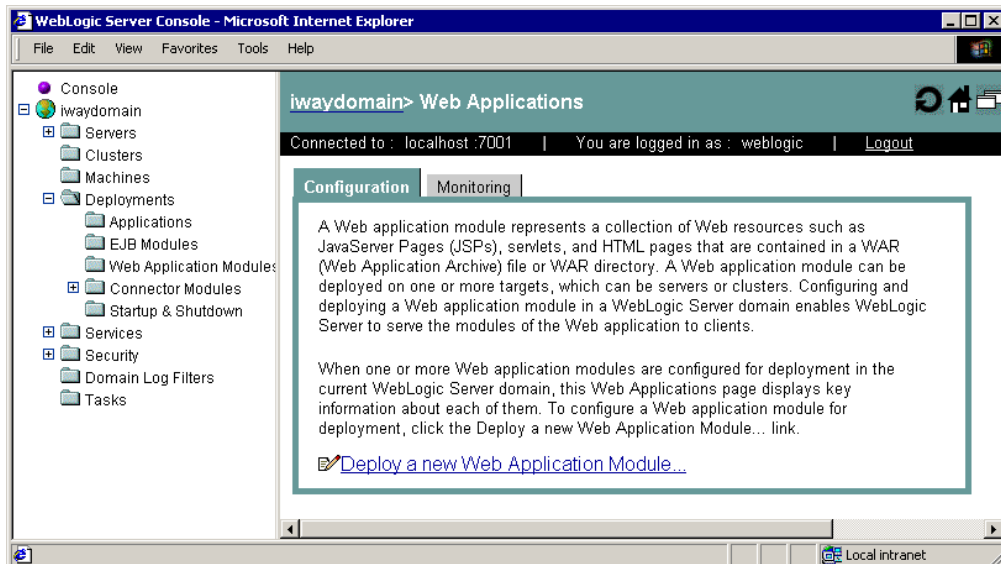 WebLogic Server Console - Microsoft Internet Explorer
File Edit View Favorites Tools Help
Console
iwaydomain
Servers
Clusters
Machines
Deployments
Applications
EJB Modules
Web Application Modules
Connector Modules
Startup & Shutdown
Services
Security
Domain Log Filters
Tasks
iwaydomain> Web Applications
Connected to : localhost :7001 | You are logged in as : weblogic | Logout
Configuration Monitoring
A Web application module represents a collection of Web resources such as
JavaServer Pages (JSPs), servlets, and HTML pages that are contained in a WAR
(Web Application Archive) file or WAR directory. A Web application module can be
deployed on one or more targets, which can be servers or clusters. Configuring and
deploying a Web application module in a WebLogic Server domain enables WebLogic
Server to serve the modules of the Web application to clients.
When one or more Web application modules are configured for deployment in the
current WebLogic Server domain, this Web Applications page displays key
information about each of them. To configure a Web application module for
deployment, click the Deploy a new Web Application Module... link.
Deploy a new Web Application Module...
Local intranet